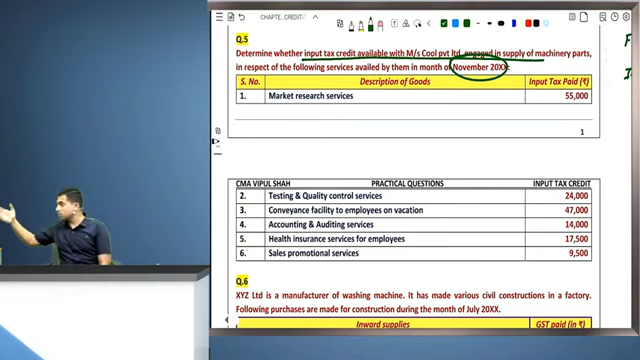 CHAPTE..CREDIT
Q.5
Determine whether input tax credit available with M/s Cool pvt ltd, engaged in supply of machinery parts,
in respect of the following services availed by them in month of November 20XX:
S. No. Description of Goods Input Tax Paid (₹)
1. Market research services 55,000
1
CMA VIPUL SHAH PRACTICAL QUESTIONS INPUT TAX CREDIT
2. Testing & Quality control services 24,000
3. Conveyance facility to employees on vacation 47,000
4. Accounting & Auditing services 14,000
5. Health insurance services for employees 17,500
6. Sales promotional services 9,500
Q.6
XYZ Ltd is a manufacturer of washing machine. It has made various civil constructions in a factory.
Following purchases are made for construction during the month of July 20XX.
Inward supplies GST paid (in ₹)